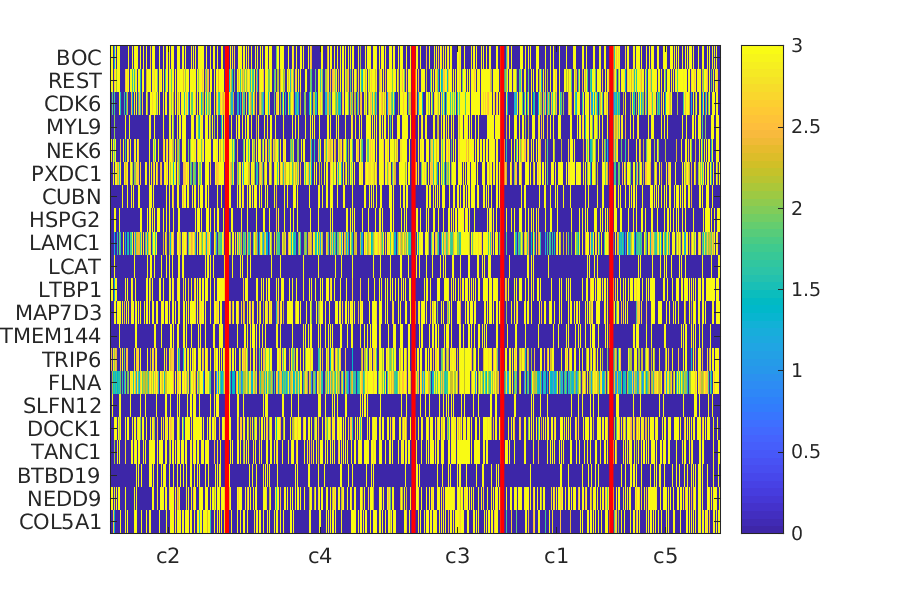 BOC
REST
CDK6
MYL9
NEK6
PXDC1
CUBN
HSPG2
LAMC1
LCAT
LTBP1
MAP7D3
TMEM144
TRIP6
FLNA
SLFN12
DOCK1
TANC1
BTBD19
NEDD9
COL5A1
c2 c4 c3 c1 c5
3
2.5
2
1.5
1
0.5
0